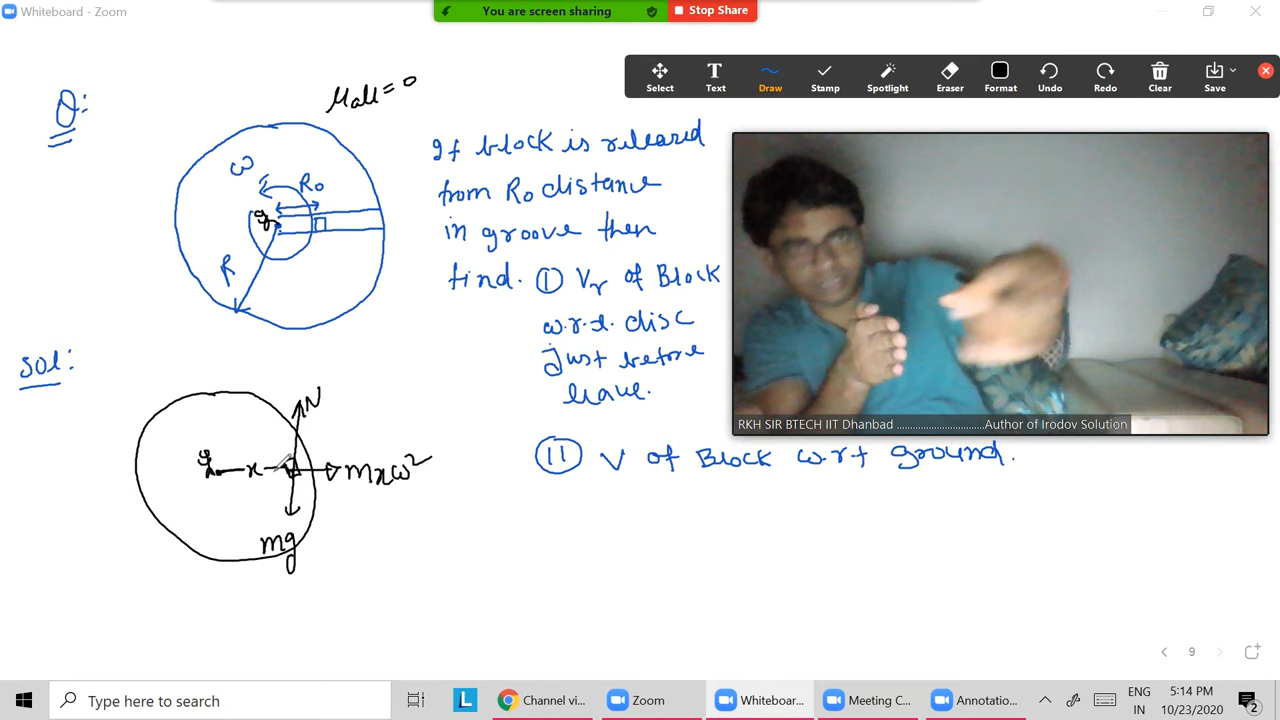 Whiteboard - Zoom
You are screen sharing
Stop Share
Select
Text
Draw
Stamp
Spotlight
Eraser
Format
Undo
Redo
Clear
Save
Q:
μall = 0
ω
R0
R
If block is released
from R0 distance
in groove then
find. (I) Vr of Block
w.r.t. disc
just before
leave.
(II) V of Block w.r.t ground.
RKH SIR BTECH IIT Dhanbad ..................................Author of Irodov Solution
Sol:
N
x
mxω²
mg
9
Type here to search
L
Channel vi...
Zoom
Whiteboar...
Meeting C...
Annotatio...
ENG
IN
5:14 PM
10/23/2020
2